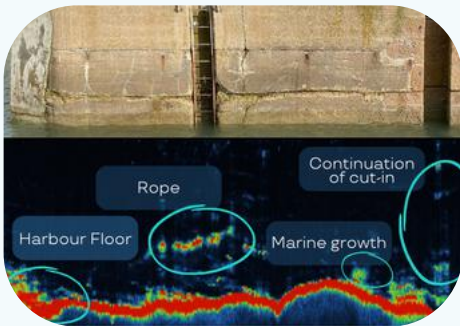 Continuation
of cut-in
Rope
Harbour Floor
Marine growth